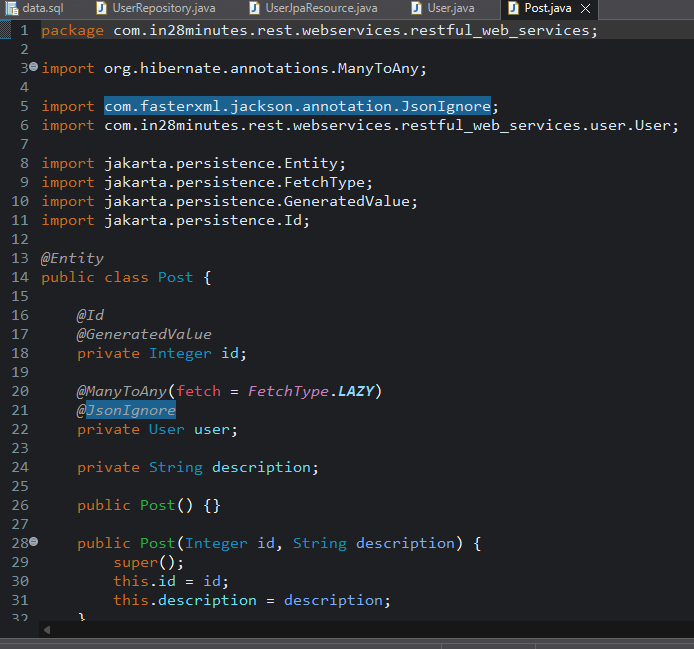 data.sql UserRepository.java UserJpaResource.java User.java Post.java
1 package com.in28minutes.rest.webservices.restful_web_services;
2
3 import org.hibernate.annotations.ManyToAny;
4
5 import com.fasterxml.jackson.annotation.JsonIgnore;
6 import com.in28minutes.rest.webservices.restful_web_services.user.User;
7
8 import jakarta.persistence.Entity;
9 import jakarta.persistence.FetchType;
10 import jakarta.persistence.GeneratedValue;
11 import jakarta.persistence.Id;
12
13 @Entity
14 public class Post {
15
16     @Id
17     @GeneratedValue
18     private Integer id;
19
20     @ManyToAny(fetch = FetchType.LAZY)
21     @JsonIgnore
22     private User user;
23
24     private String description;
25
26     public Post() {}
27
28     public Post(Integer id, String description) {
29         super();
30         this.id = id;
31         this.description = description;
32     }